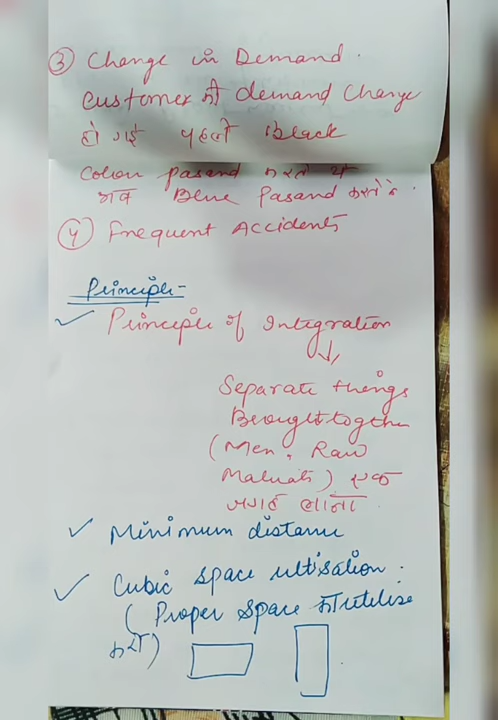 ③ Change in Demand.
Customer की demand change
हो गई पहले black
Colour pasand करते थे
अब Blue Pasand करते है.
④ Frequent Accidents
Principle-
✓ Principle of Integration
↓
Separate things
Brought together
(Men, Raw
Material) एक
जगह लाना
✓ Minimum distance
✓ Cubic space utlisation.
(Proper space का utilise
करो)